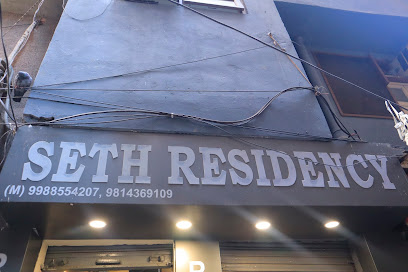 SETH RESIDENCY
(M) 9988554207, 9814369109